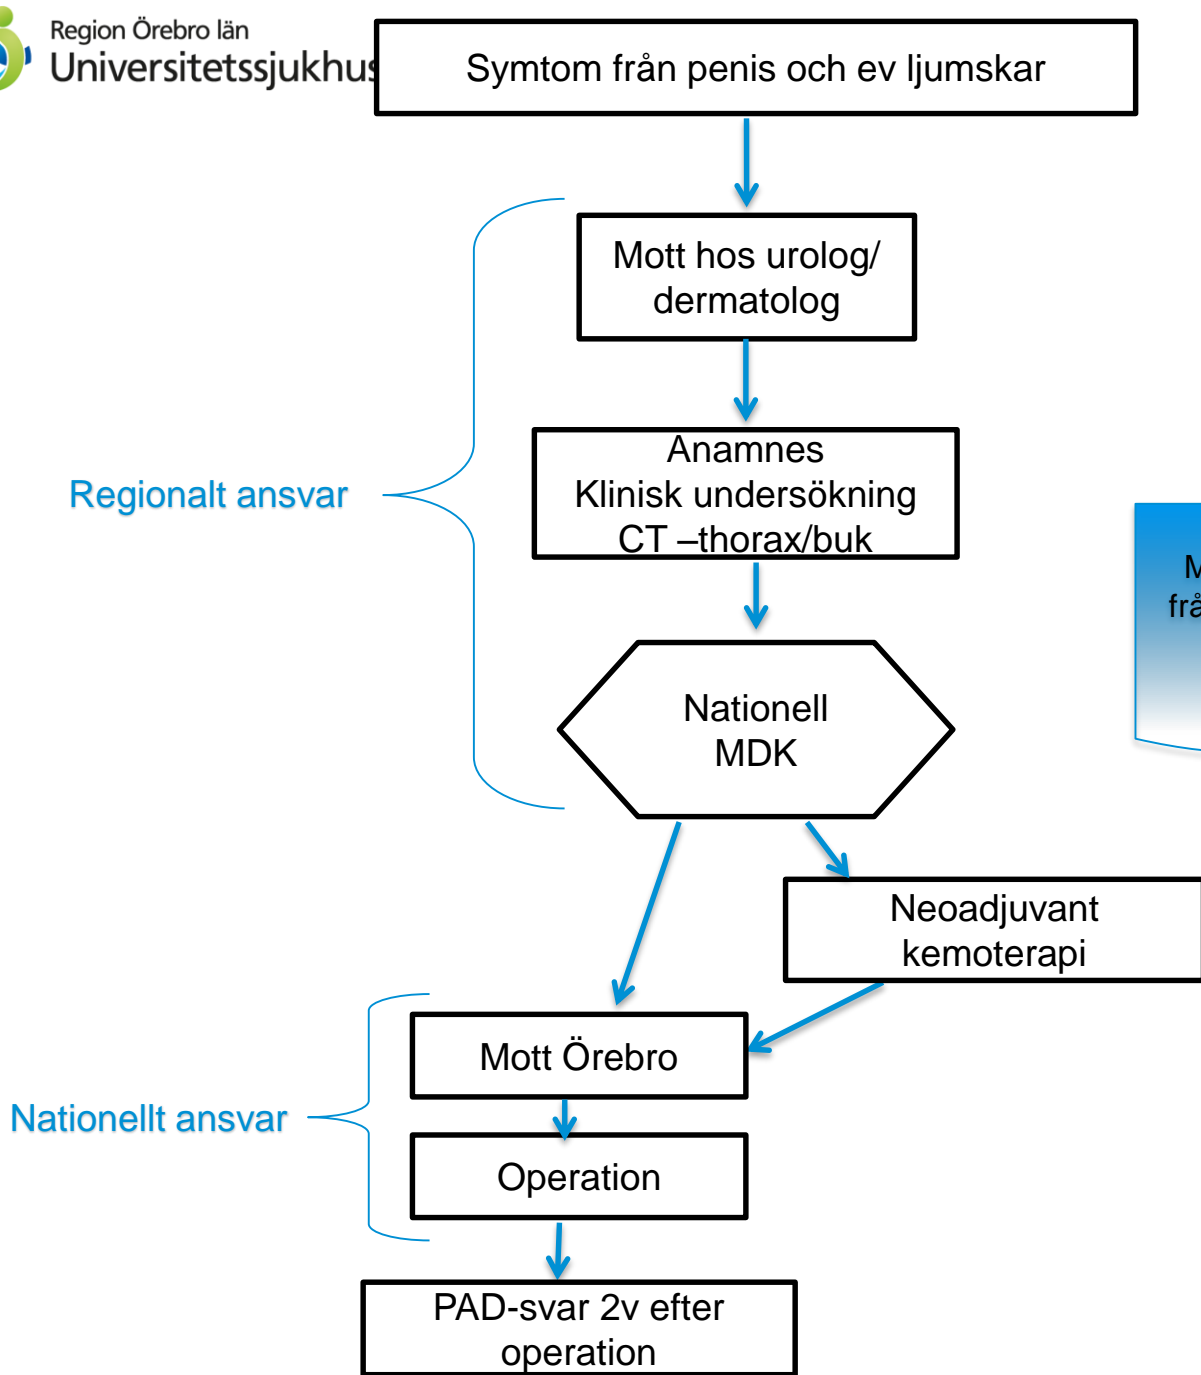 Region Örebro län
Symtom från penis och ev ljumskar
Mott hos urolog/
dermatolog
Anamnes
Klinisk undersökning
CT –thorax/buk
Regionalt ansvar
Nationell
MDK
Neoadjuvant
kemoterapi
Mott Örebro
Nationellt ansvar
Operation
PAD-svar 2v efter
operation